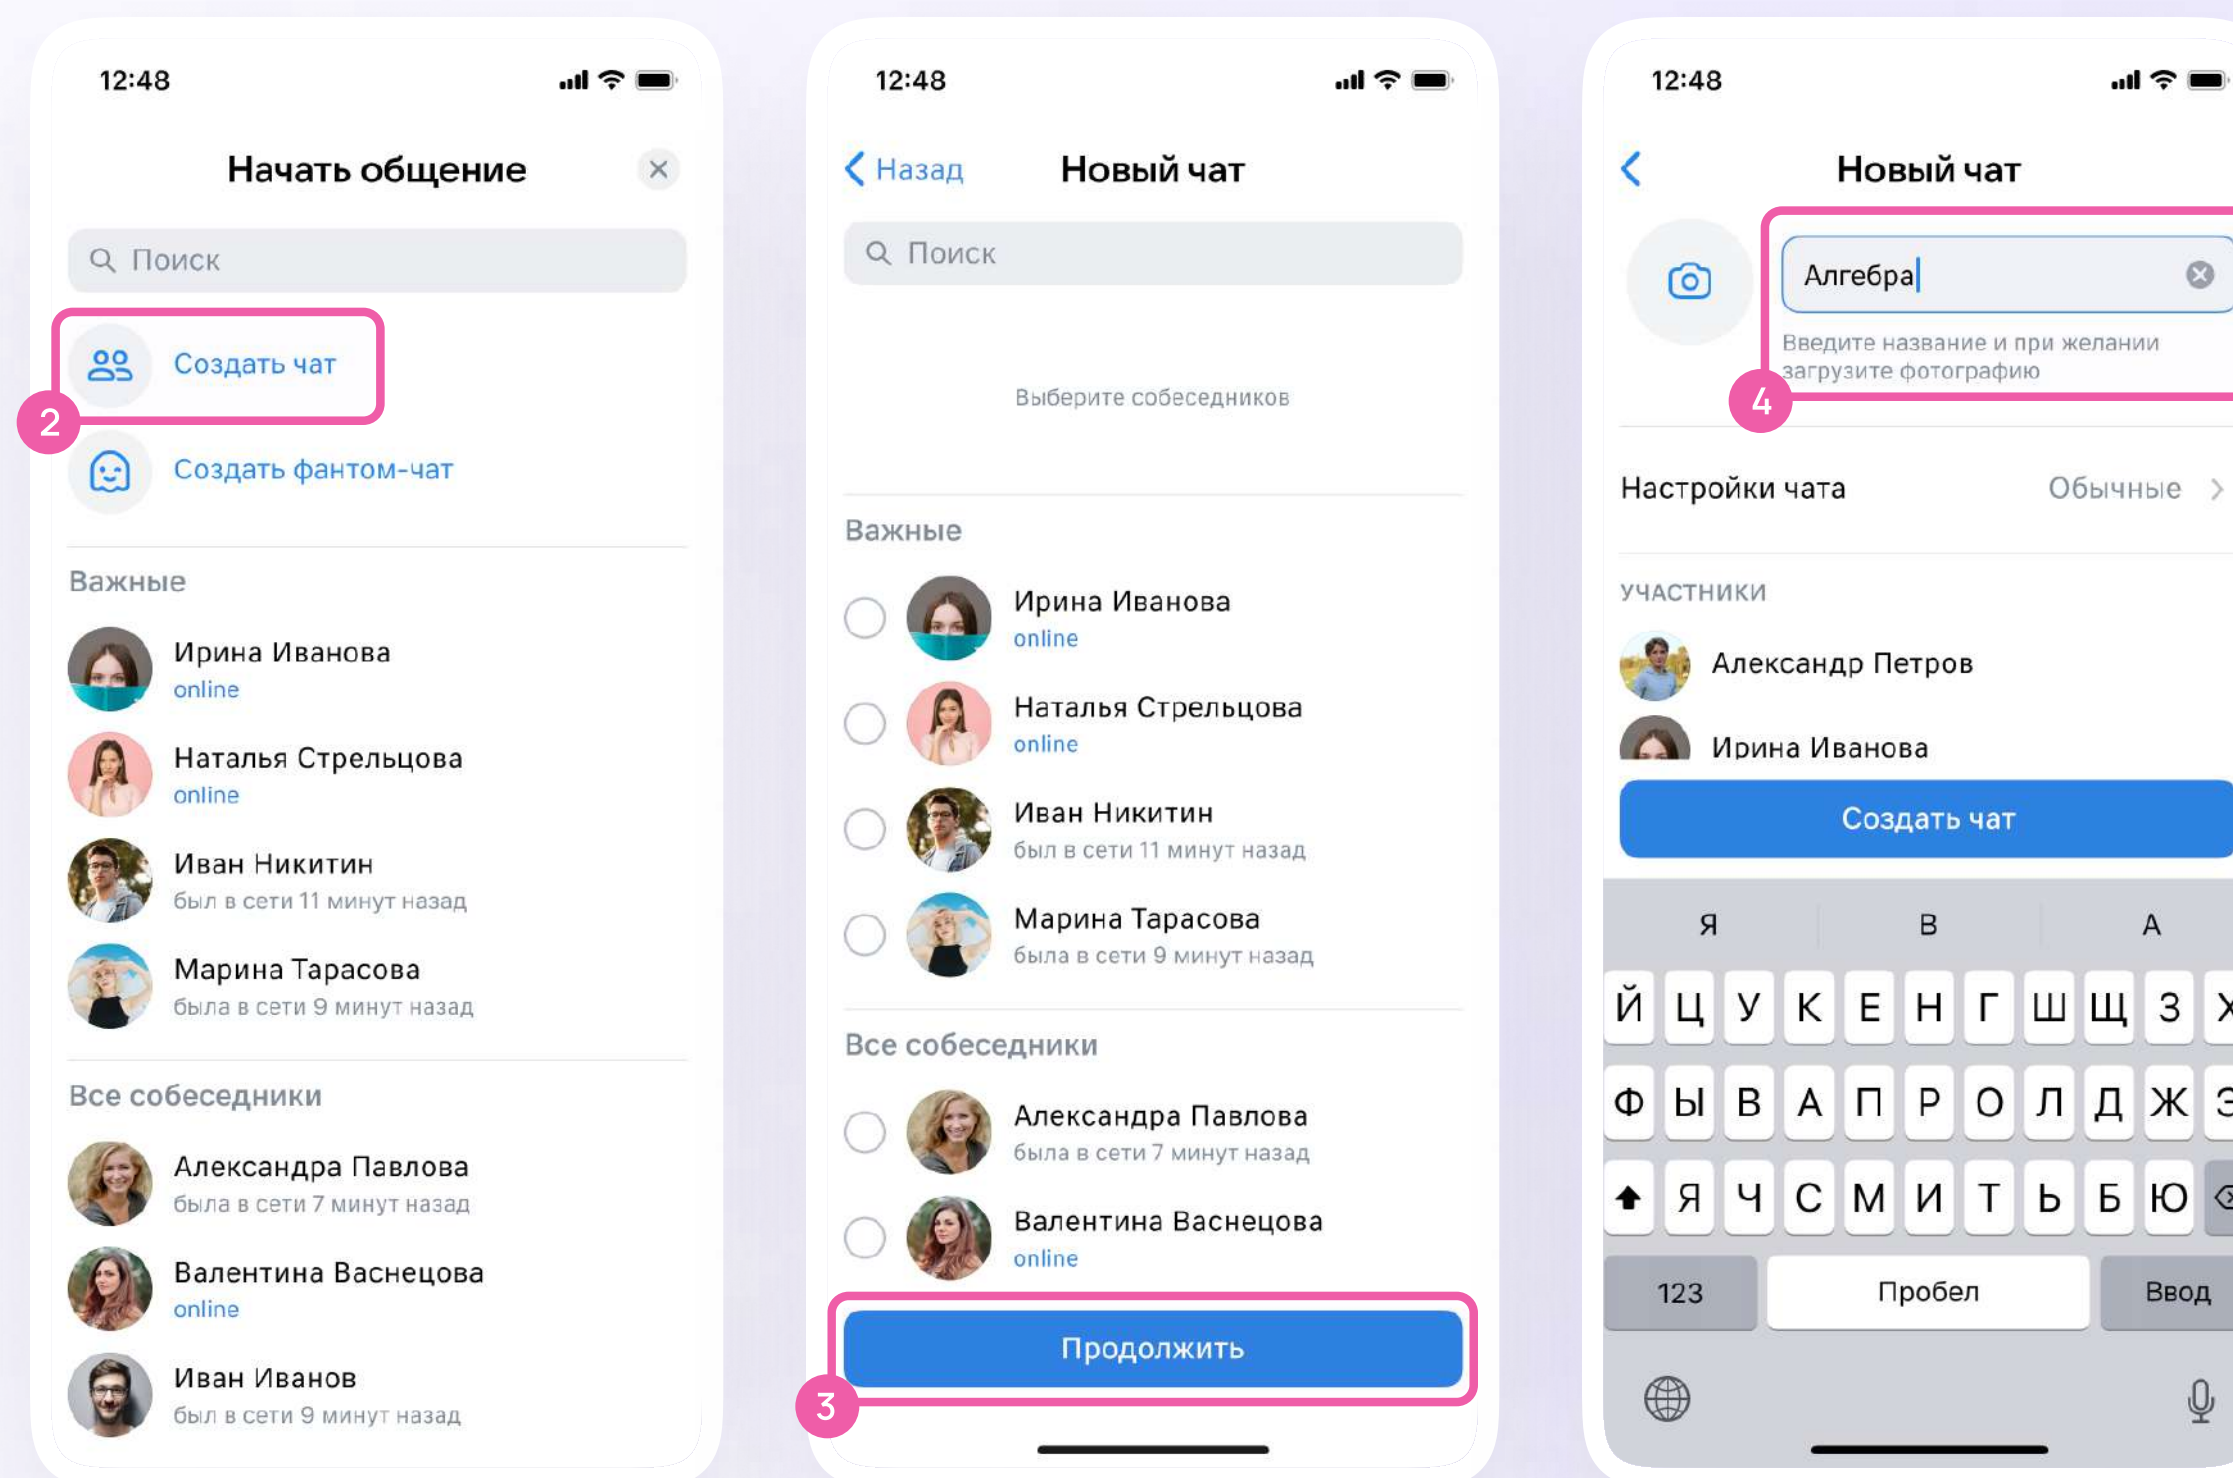 12:48
Начать общение
Поиск
Создать чат
2
Создать фантом-чат
Важные
Ирина Иванова
online
Наталья Стрельцова
online
Иван Никитин
был в сети 11 минут назад
Марина Тарасова
была в сети 9 минут назад
Все собеседники
Александра Павлова
была в сети 7 минут назад
Валентина Васнецова
online
Иван Иванов
был в сети 9 минут назад
12:48
Назад
Новый чат
Поиск
Выберите собеседников
Важные
Ирина Иванова
online
Наталья Стрельцова
online
Иван Никитин
был в сети 11 минут назад
Марина Тарасова
была в сети 9 минут назад
Все собеседники
Александра Павлова
была в сети 7 минут назад
Валентина Васнецова
online
Продолжить
3
12:48
Новый чат
Алгебра
Введите название и при желании
загрузите фотографию
4
Настройки чата Обычные
УЧАСТНИКИ
Александр Петров
Ирина Иванова
Создать чат
Я В А
Й Ц У К Е Н Г Ш Щ З Х
Ф Ы В А П Р О Л Д Ж Э
Я Ч С М И Т Ь Б Ю
123 Пробел Ввод